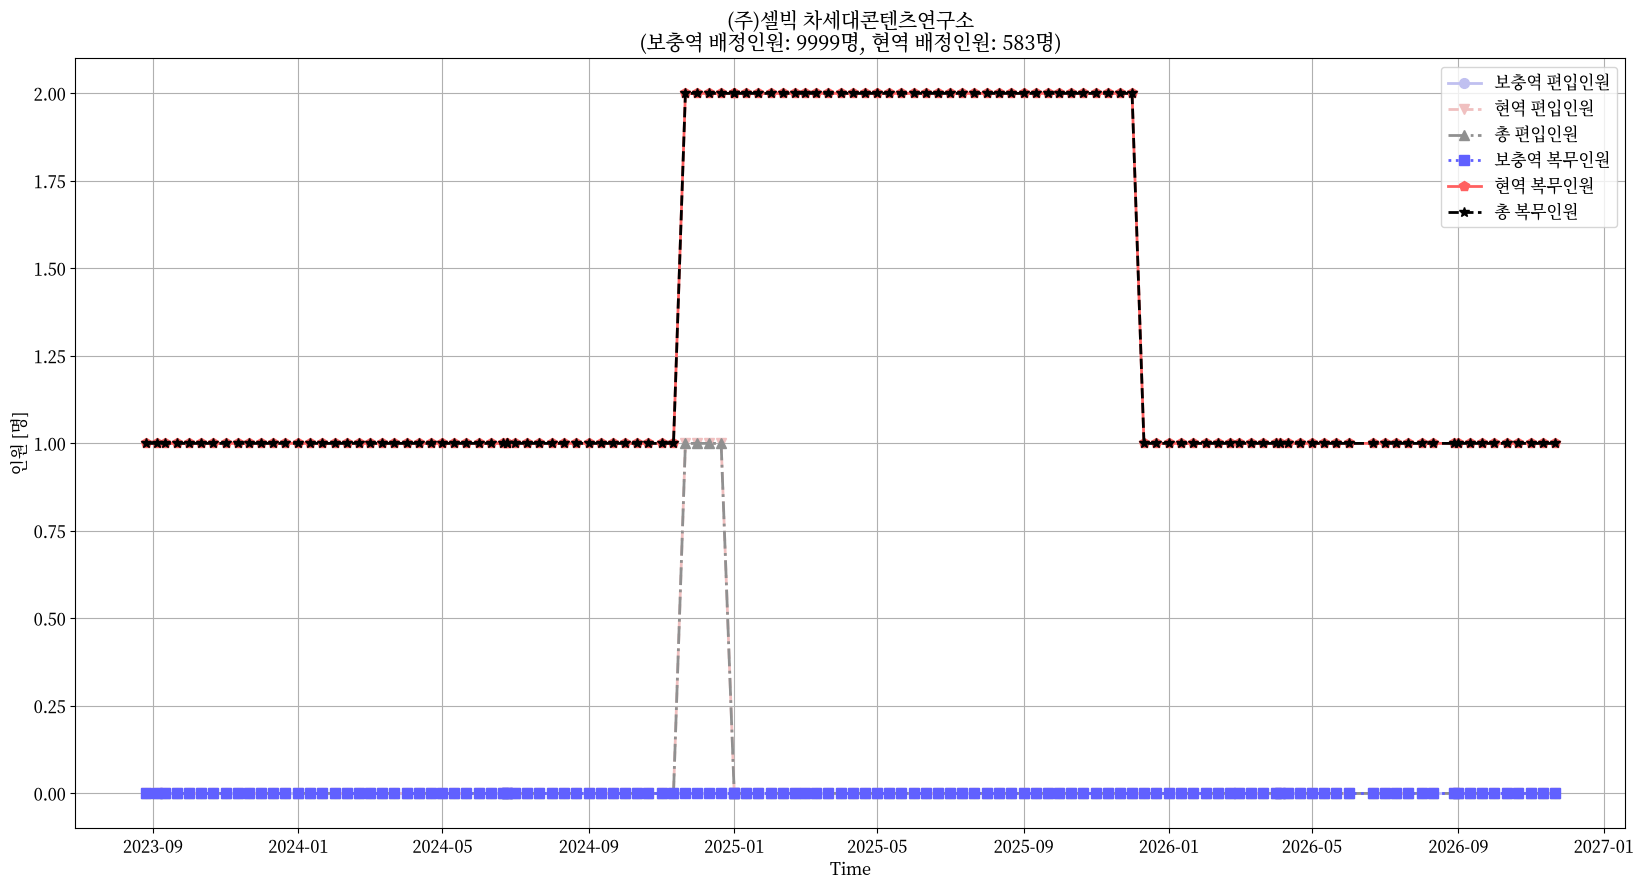 (주)셀빅 차세대콘텐츠연구소
(보충역 배정인원: 9999명, 현역 배정인원: 583명)
보충역 편입인원
현역 편입인원
총 편입인원
보충역 복무인원
현역 복무인원
총 복무인원
2.00
1.75
1.50
1.25
1.00
0.75
0.50
0.25
0.00
인원 [명]
2023-09 2024-01 2024-05 2024-09 2025-01 2025-05 2025-09 2026-01 2026-05 2026-09 2027-01
Time